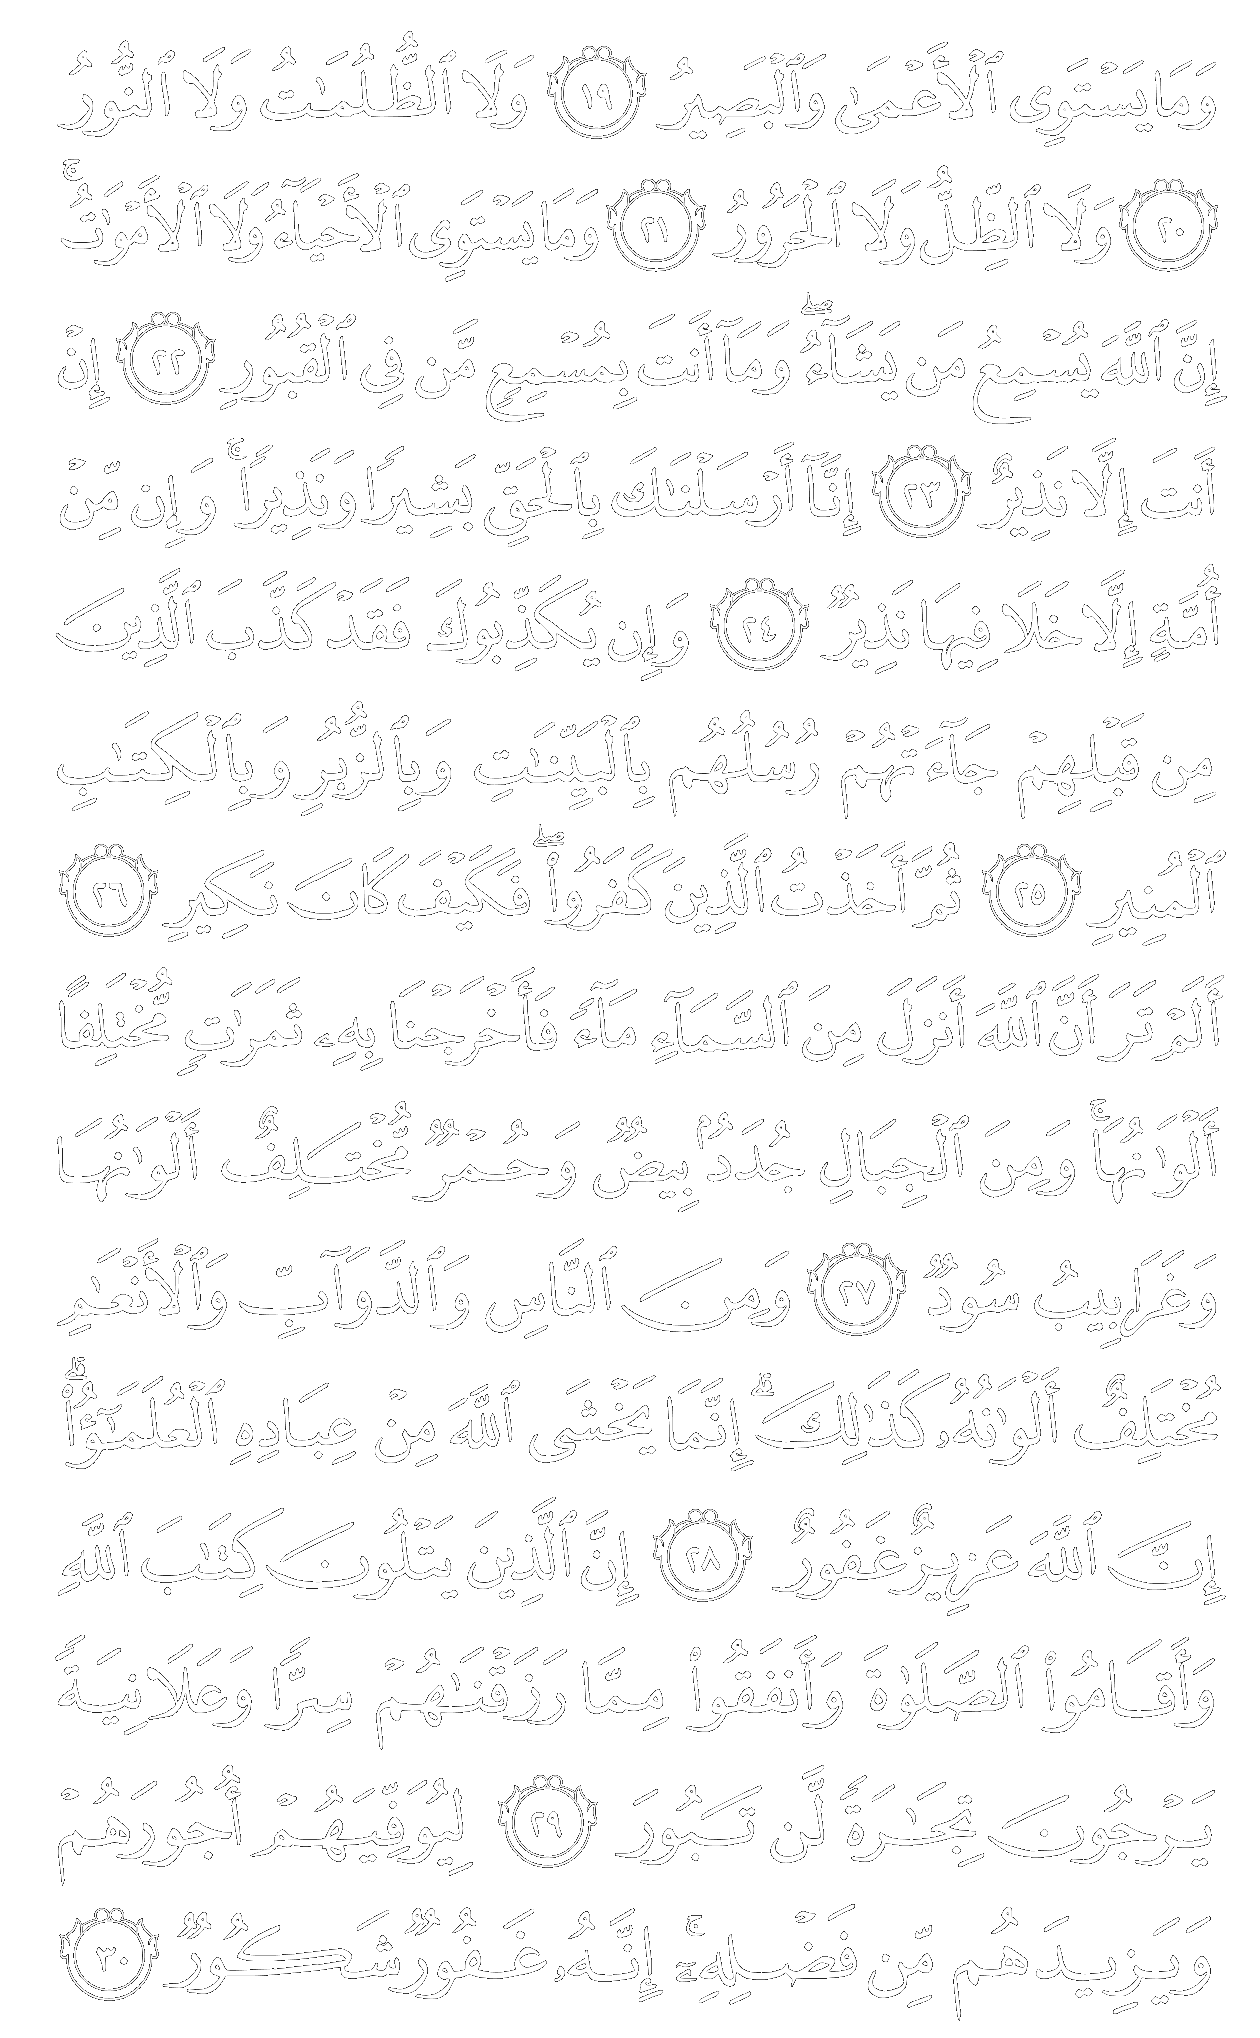 وَمَا يَسْتَوِى ٱلْأَعْمَىٰ وَٱلْبَصِيرُ ١٩ وَلَا ٱلظُّلُمَٰتُ وَلَا ٱلنُّورُ
٢٠ وَلَا ٱلظِّلُّ وَلَا ٱلْحَرُورُ ٢١ وَمَا يَسْتَوِى ٱلْأَحْيَآءُ وَلَا ٱلْأَمْوَٰتُ ۚ
إِنَّ ٱللَّهَ يُسْمِعُ مَن يَشَآءُ ۖ وَمَآ أَنتَ بِمُسْمِعٍ مَّن فِى ٱلْقُبُورِ ٢٢ إِنْ
أَنتَ إِلَّا نَذِيرٌ ٢٣ إِنَّآ أَرْسَلْنَٰكَ بِٱلْحَقِّ بَشِيرًا وَنَذِيرًا ۚ وَإِن مِّنْ
أُمَّةٍ إِلَّا خَلَا فِيهَا نَذِيرٌ ٢٤ وَإِن يُكَذِّبُوكَ فَقَدْ كَذَّبَ ٱلَّذِينَ
مِن قَبْلِهِمْ جَآءَتْهُمْ رُسُلُهُم بِٱلْبَيِّنَٰتِ وَبِٱلزُّبُرِ وَبِٱلْكِتَٰبِ
ٱلْمُنِيرِ ٢٥ ثُمَّ أَخَذْتُ ٱلَّذِينَ كَفَرُوا۟ ۖ فَكَيْفَ كَانَ نَكِيرِ ٢٦
أَلَمْ تَرَ أَنَّ ٱللَّهَ أَنزَلَ مِنَ ٱلسَّمَآءِ مَآءً فَأَخْرَجْنَا بِهِۦ ثَمَرَٰتٍ مُّخْتَلِفًا
أَلْوَٰنُهَا ۚ وَمِنَ ٱلْجِبَالِ جُدَدٌۢ بِيضٌ وَحُمْرٌ مُّخْتَلِفٌ أَلْوَٰنُهَا
وَغَرَابِيبُ سُودٌ ٢٧ وَمِنَ ٱلنَّاسِ وَٱلدَّوَآبِّ وَٱلْأَنْعَٰمِ
مُخْتَلِفٌ أَلْوَٰنُهُۥ كَذَٰلِكَ ۗ إِنَّمَا يَخْشَى ٱللَّهَ مِنْ عِبَادِهِ ٱلْعُلَمَٰٓؤُا۟ ۗ
إِنَّ ٱللَّهَ عَزِيزٌ غَفُورٌ ٢٨ إِنَّ ٱلَّذِينَ يَتْلُونَ كِتَٰبَ ٱللَّهِ
وَأَقَامُوا۟ ٱلصَّلَوٰةَ وَأَنفَقُوا۟ مِمَّا رَزَقْنَٰهُمْ سِرًّا وَعَلَانِيَةً
يَرْجُونَ تِجَٰرَةً لَّن تَبُورَ ٢٩ لِيُوَفِّيَهُمْ أُجُورَهُمْ
وَيَزِيدَهُم مِّن فَضْلِهِۦٓ ۚ إِنَّهُۥ غَفُورٌ شَكُورٌ ٣٠